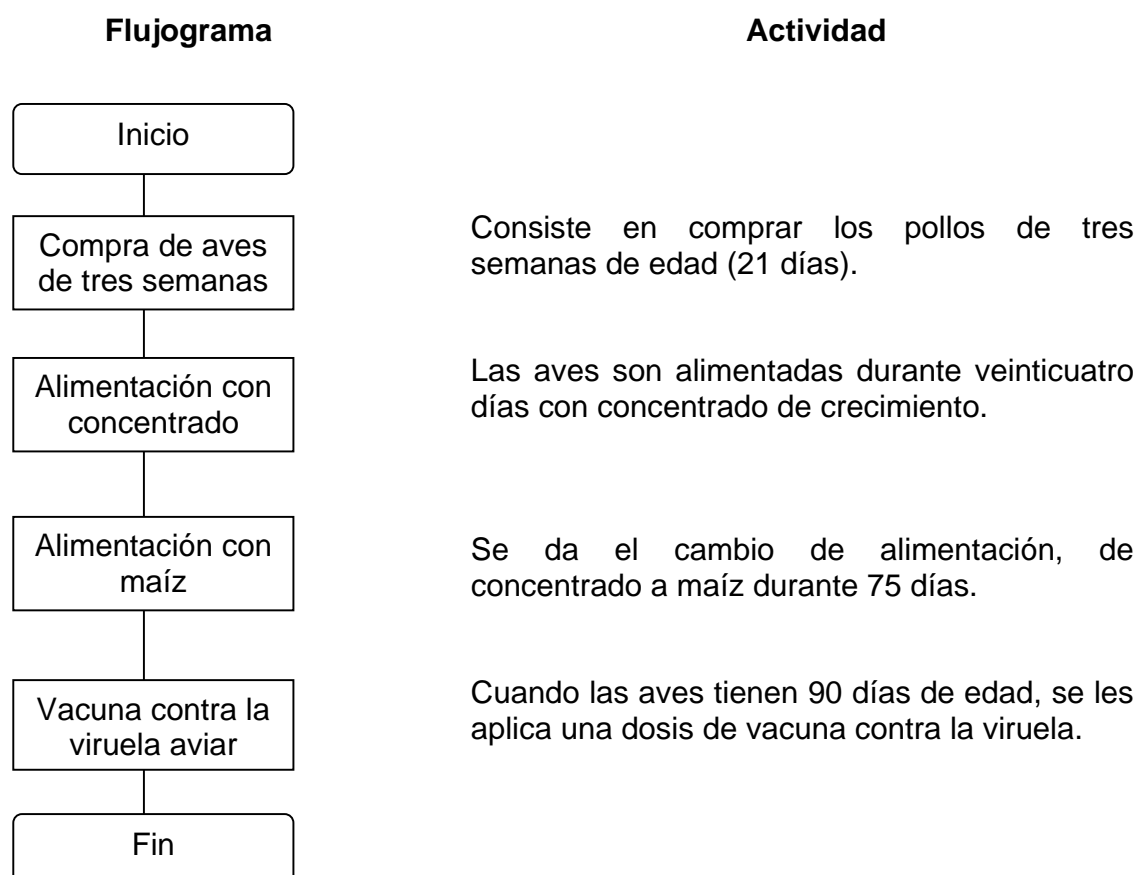 Flujograma
Actividad
Inicio
Compra de aves
de tres semanas
Consiste en comprar los pollos de tres
semanas de edad (21 días).
Alimentación con
concentrado
Las aves son alimentadas durante veinticuatro
días con concentrado de crecimiento.
Alimentación con
maíz
Se da el cambio de alimentación, de
concentrado a maíz durante 75 días.
Vacuna contra la
viruela aviar
Cuando las aves tienen 90 días de edad, se les
aplica una dosis de vacuna contra la viruela.
Fin